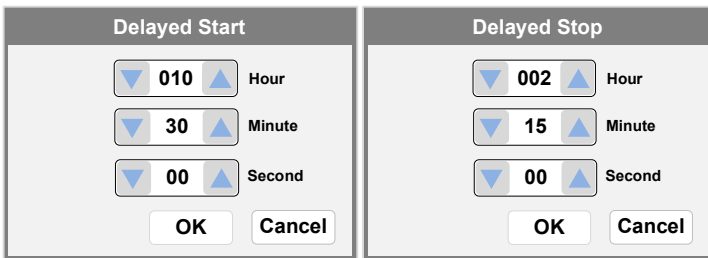 Delayed Start
010 Hour
30 Minute
00 Second
OK Cancel
Delayed Stop
002 Hour
15 Minute
00 Second
OK Cancel